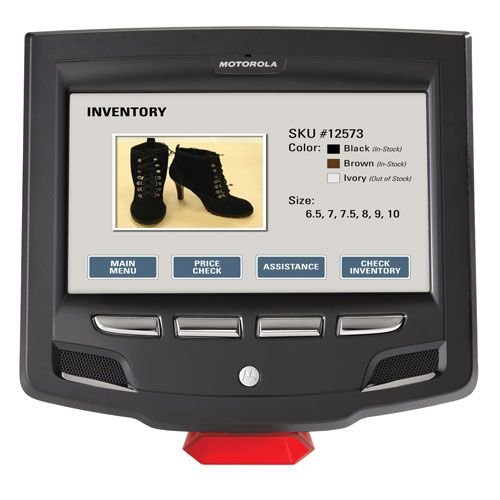 MOTOROLA
INVENTORY
SKU #12573
Color: Black (In-Stock)
Brown (In-Stock)
Ivory (Out of Stock)
Size:
6.5, 7, 7.5, 8, 9, 10
MAIN MENU
PRICE CHECK
ASSISTANCE
CHECK INVENTORY